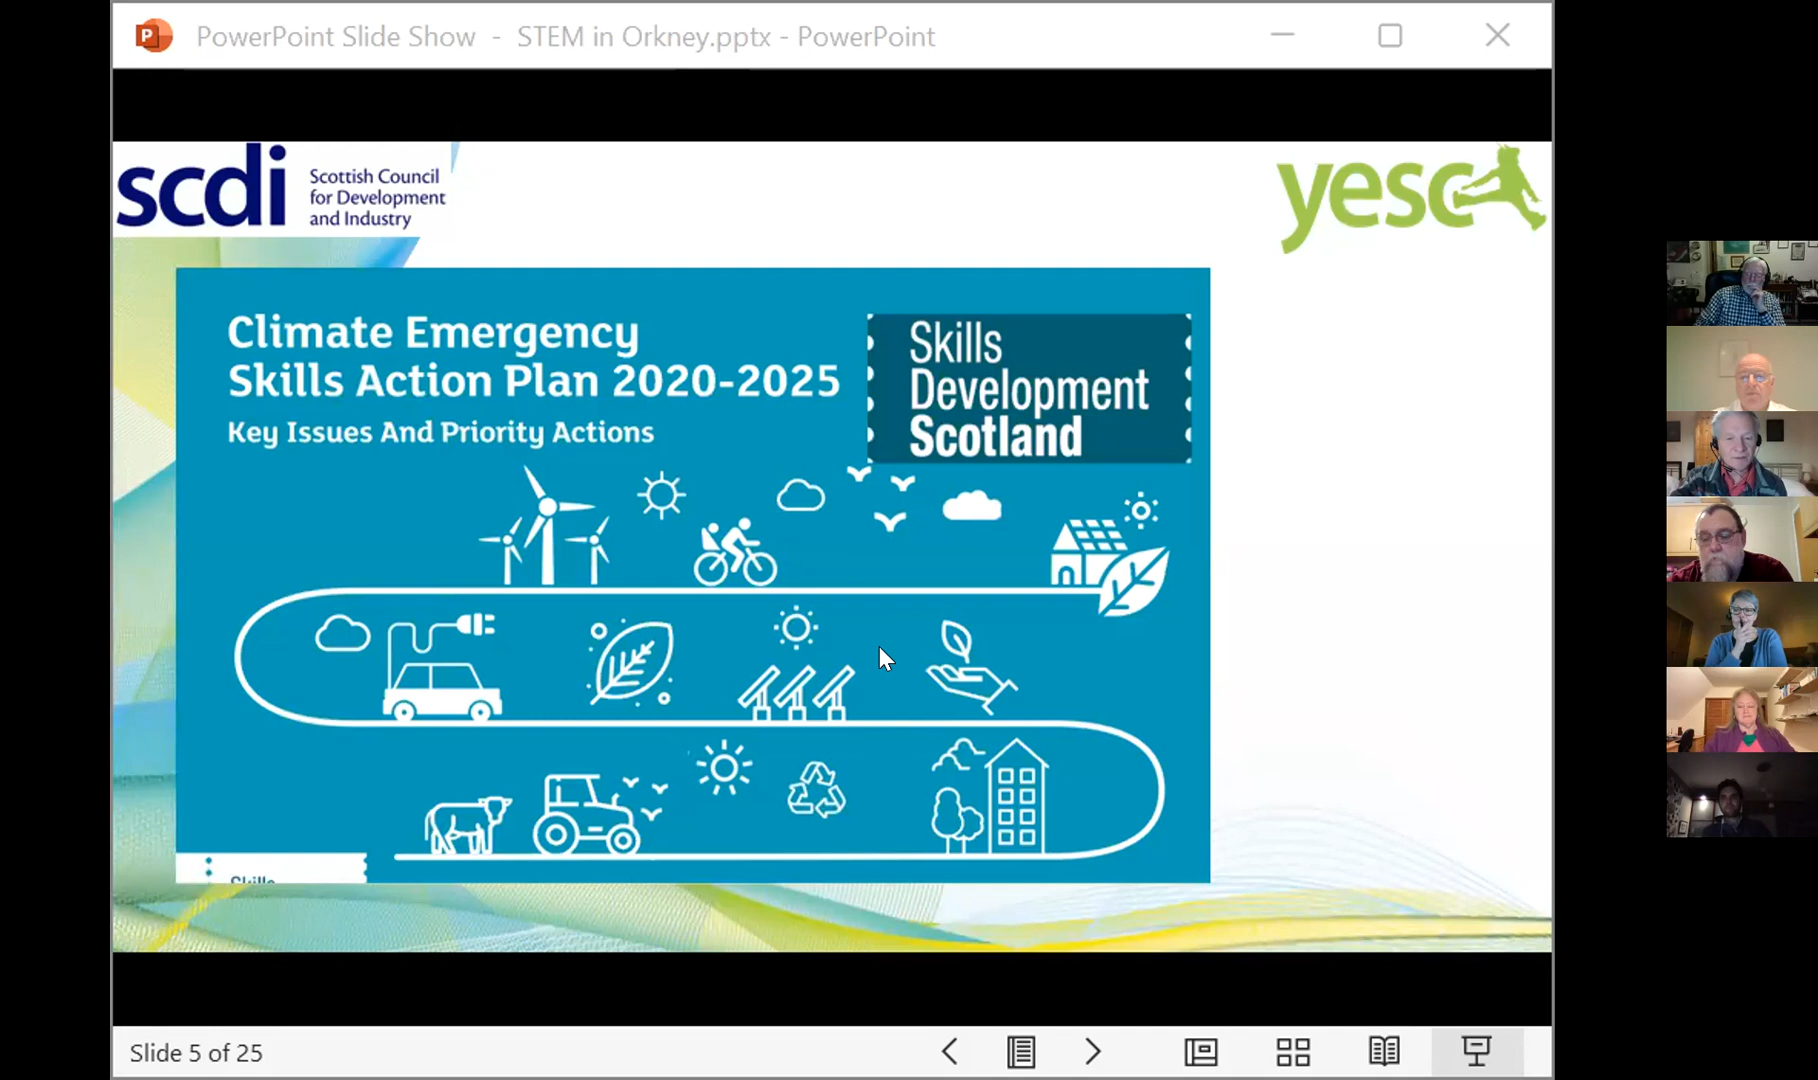 PowerPoint Slide Show - STEM in Orkney.pptx - PowerPoint
scdi
Scottish Council
for Development
and Industry
yesc
Climate Emergency
Skills Action Plan 2020-2025
Key Issues And Priority Actions
Skills
Development
Scotland
Skills
Slide 5 of 25